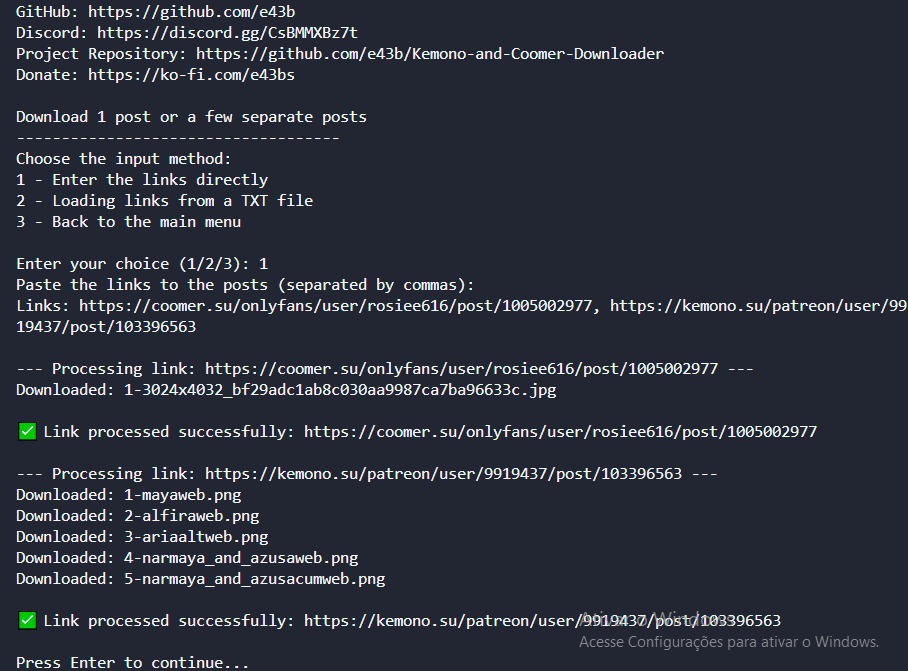 GitHub: https://github.com/e43b
Discord: https://discord.gg/CsBMMXBz7t
Project Repository: https://github.com/e43b/Kemono-and-Coomer-Downloader
Donate: https://ko-fi.com/e43bs
Download 1 post or a few separate posts
------------------------------------
Choose the input method:
1 - Enter the links directly
2 - Loading links from a TXT file
3 - Back to the main menu
Enter your choice (1/2/3): 1
Paste the links to the posts (separated by commas):
Links: https://coomer.su/onlyfans/user/rosiee616/post/1005002977, https://kemono.su/patreon/user/99
19437/post/103396563
--- Processing link: https://coomer.su/onlyfans/user/rosiee616/post/1005002977 ---
Downloaded: 1-3024x4032_bf29adc1ab8c030aa9987ca7ba96633c.jpg
✅ Link processed successfully: https://coomer.su/onlyfans/user/rosiee616/post/1005002977
--- Processing link: https://kemono.su/patreon/user/9919437/post/103396563 ---
Downloaded: 1-mayaweb.png
Downloaded: 2-alfiraweb.png
Downloaded: 3-ariaaltweb.png
Downloaded: 4-narmaya_and_azusaweb.png
Downloaded: 5-narmaya_and_azusacumweb.png
✅ Link processed successfully: https://kemono.su/patreon/user/9919437/post/103396563
Ativar o Windows
Acesse Configurações para ativar o Windows.
Press Enter to continue...